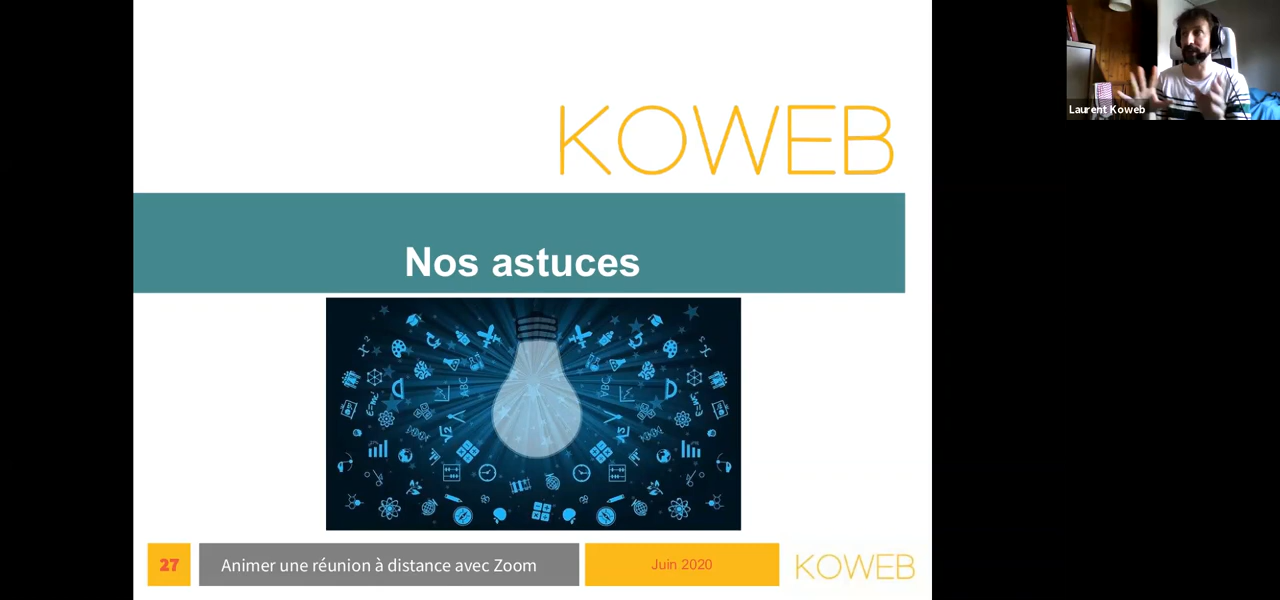 KOWEB
Laurent Koweb
Nos astuces
27
Animer une réunion à distance avec Zoom
Juin 2020
KOWEB